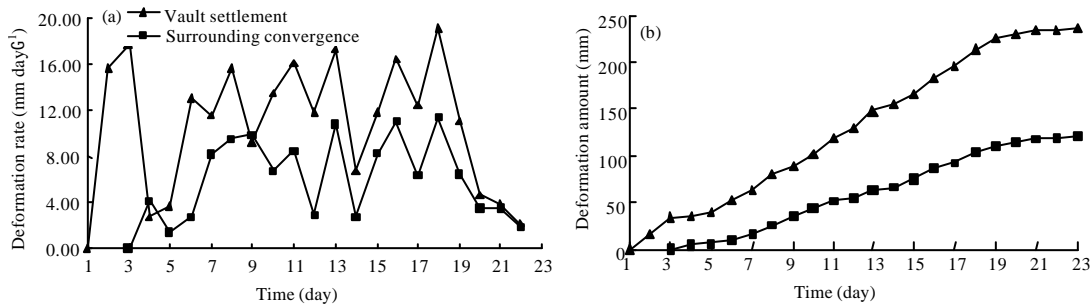 (a)
Vault settlement
Surrounding convergence
20.00
16.00
12.00
8.00
4.00
0.00
Deformation rate (mm dayG¹)
1 3 5 7 9 11 13 15 17 19 21 23
Time (day)
(b)
250
200
150
100
50
0
Deformation amount (mm)
1 3 5 7 9 11 13 15 17 19 21 23
Time (day)